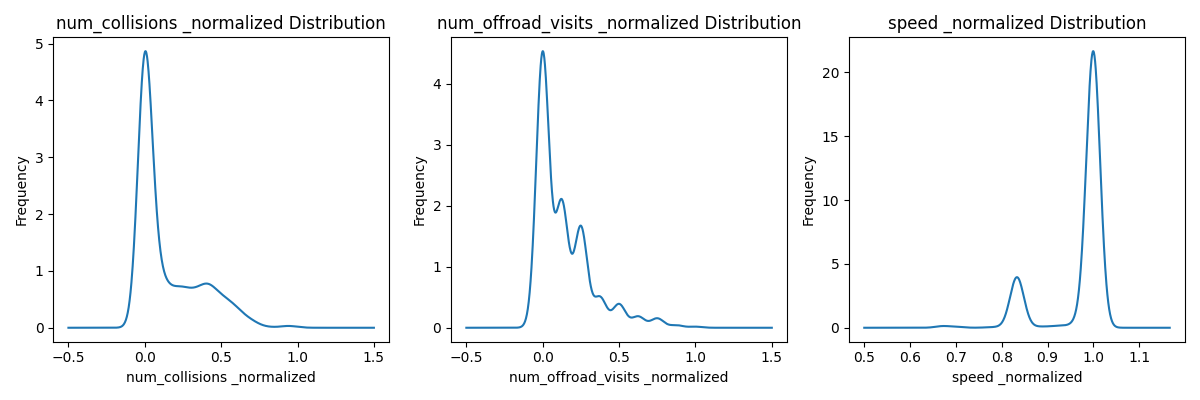 num_collisions _normalized Distribution
Frequency
5
4
3
2
1
0
−0.5 0.0 0.5 1.0 1.5
num_collisions _normalized
num_offroad_visits _normalized Distribution
Frequency
4
3
2
1
0
−0.5 0.0 0.5 1.0 1.5
num_offroad_visits _normalized
speed _normalized Distribution
Frequency
20
15
10
5
0
0.5 0.6 0.7 0.8 0.9 1.0 1.1
speed _normalized